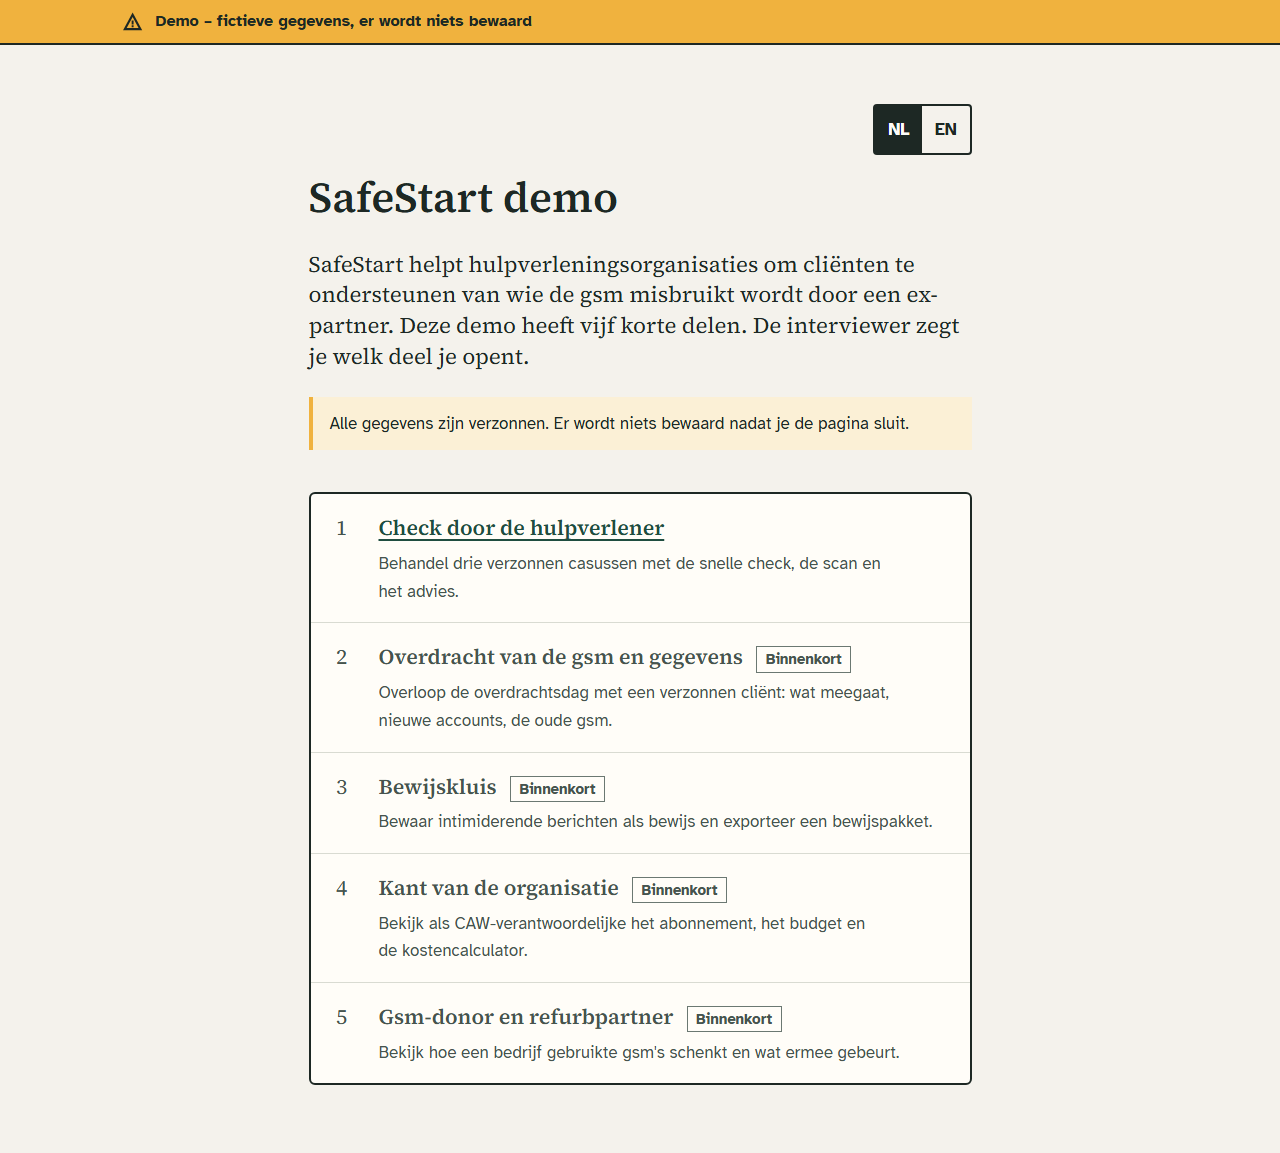 Demo – fictieve gegevens, er wordt niets bewaard
NL EN
SafeStart demo
SafeStart helpt hulpverleningsorganisaties om cliënten te
ondersteunen van wie de gsm misbruikt wordt door een ex-
partner. Deze demo heeft vijf korte delen. De interviewer zegt
je welk deel je opent.
Alle gegevens zijn verzonnen. Er wordt niets bewaard nadat je de pagina sluit.
1 Check door de hulpverlener
Behandel drie verzonnen casussen met de snelle check, de scan en
het advies.
2 Overdracht van de gsm en gegevens Binnenkort
Overloop de overdrachtsdag met een verzonnen cliënt: wat meegaat,
nieuwe accounts, de oude gsm.
3 Bewijskluis Binnenkort
Bewaar intimiderende berichten als bewijs en exporteer een bewijspakket.
4 Kant van de organisatie Binnenkort
Bekijk als CAW-verantwoordelijke het abonnement, het budget en
de kostencalculator.
5 Gsm-donor en refurbpartner Binnenkort
Bekijk hoe een bedrijf gebruikte gsm's schenkt en wat ermee gebeurt.